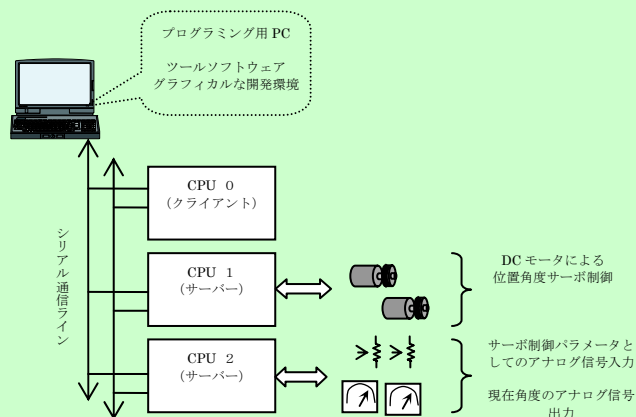 プログラミング用 PC
ツールソフトウェア
グラフィカルな開発環境
シリアル通信ライン
CPU 0
(クライアント)
CPU 1
(サーバー)
CPU 2
(サーバー)
DC モータによる
位置角度サーボ制御
サーボ制御パラメータと
してのアナログ信号入力
現在角度のアナログ信号
出力